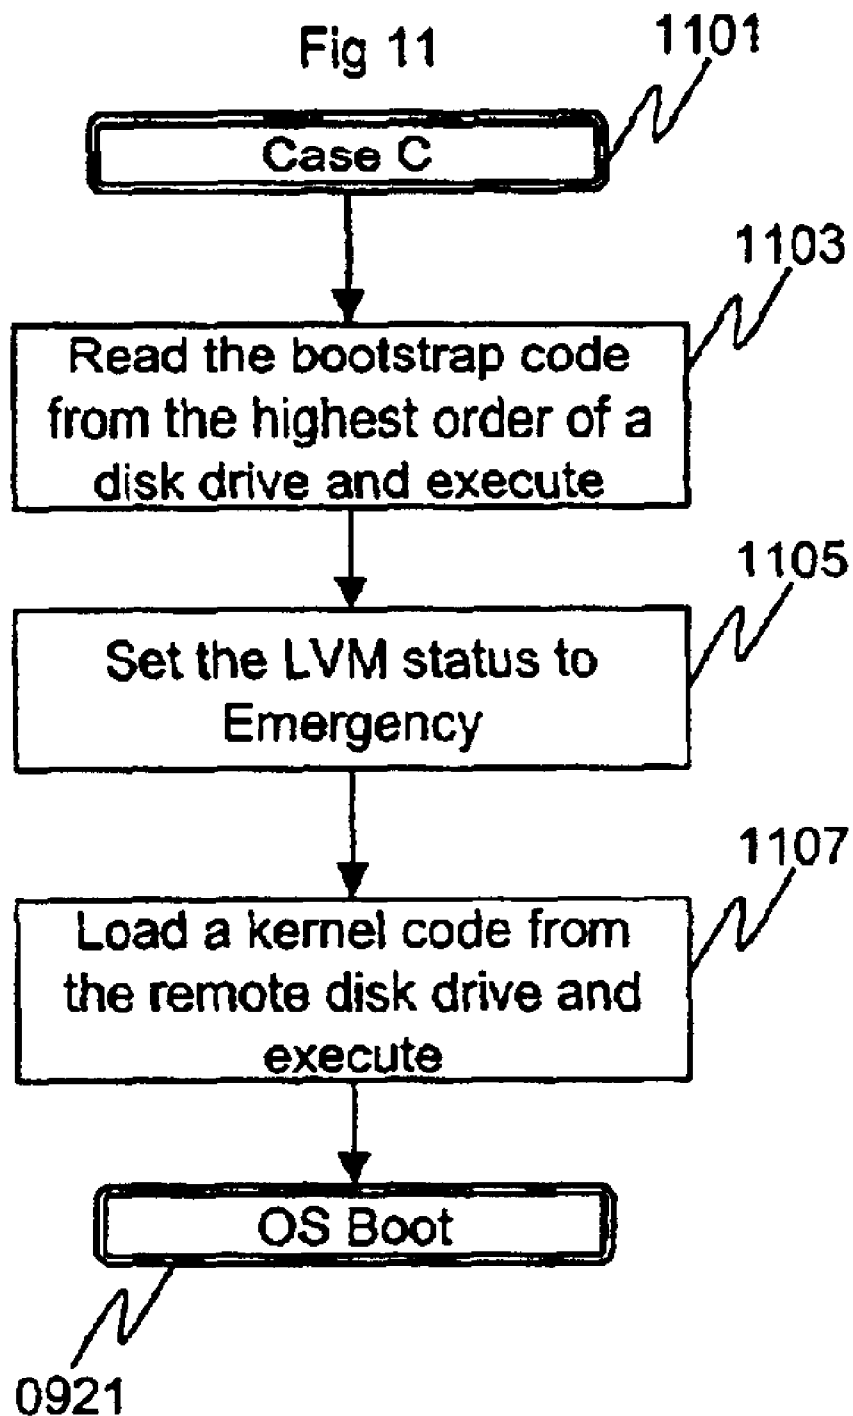 Fig 11
1101
Case C
1103
Read the bootstrap code
from the highest order of a
disk drive and execute
1105
Set the LVM status to
Emergency
1107
Load a kernel code from
the remote disk drive and
execute
OS Boot
0921